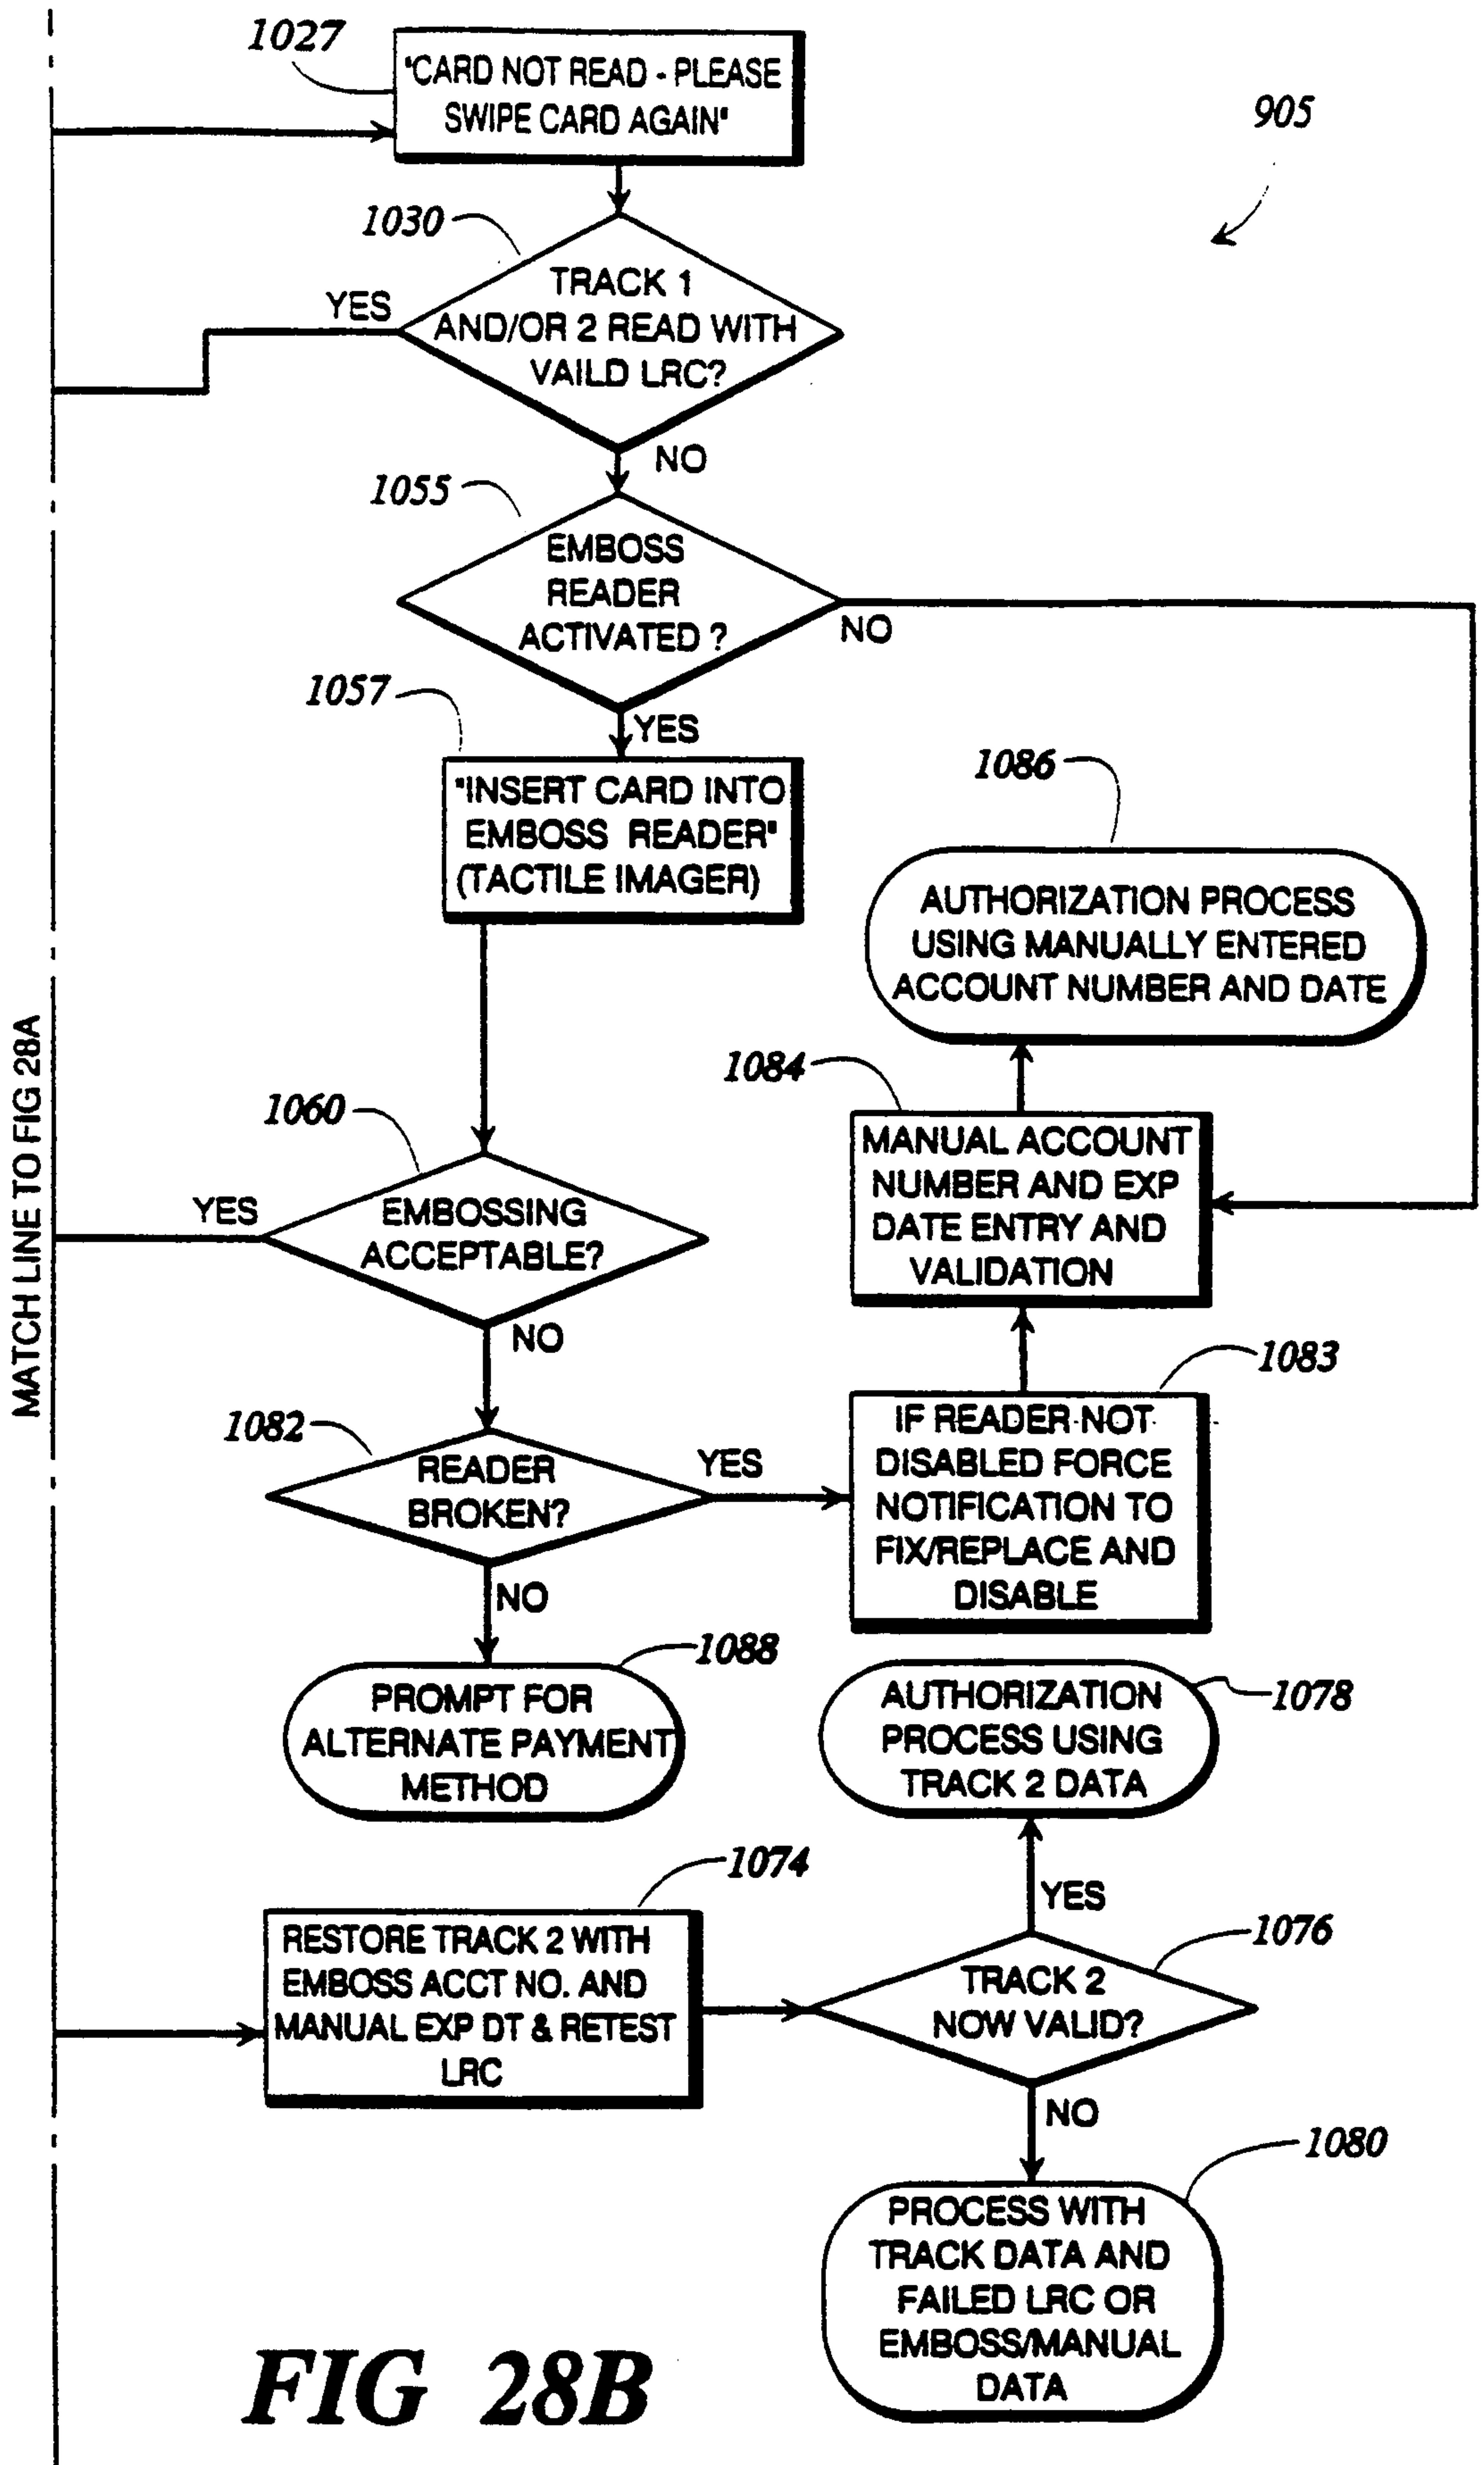 1027
"CARD NOT READ - PLEASE
SWIPE CARD AGAIN"
905
1030
TRACK 1
AND/OR 2 READ WITH
VAILD LRC?
YES
NO
1055
EMBOSS
READER
ACTIVATED ?
NO
1057
YES
"INSERT CARD INTO
EMBOSS READER"
(TACTILE IMAGER)
1086
AUTHORIZATION PROCESS
USING MANUALLY ENTERED
ACCOUNT NUMBER AND DATE
MATCH LINE TO FIG 28A
1084
MANUAL ACCOUNT
NUMBER AND EXP
DATE ENTRY AND
VALIDATION
1060
YES
EMBOSSING
ACCEPTABLE?
NO
1083
IF READER NOT
DISABLED FORCE
NOTIFICATION TO
FIX/REPLACE AND
DISABLE
1082
READER
BROKEN?
YES
NO
1088
PROMPT FOR
ALTERNATE PAYMENT
METHOD
1078
AUTHORIZATION
PROCESS USING
TRACK 2 DATA
1074
RESTORE TRACK 2 WITH
EMBOSS ACCT NO. AND
MANUAL EXP DT & RETEST
LRC
YES
1076
TRACK 2
NOW VALID?
NO
1080
PROCESS WITH
TRACK DATA AND
FAILED LRC OR
EMBOSS/MANUAL
DATA
FIG 28B